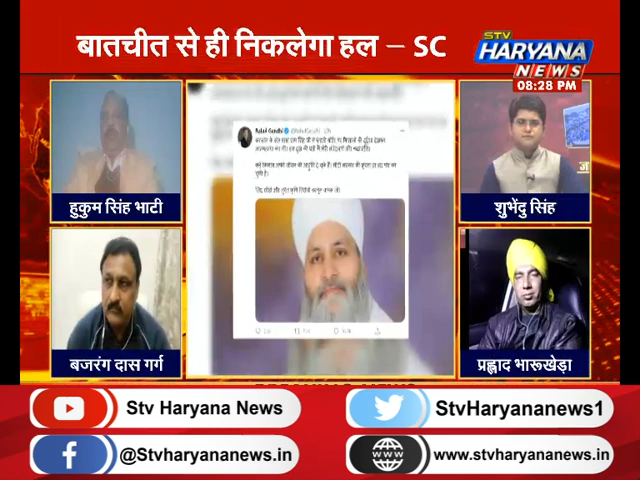 बातचीत से ही निकलेगा हल – SC
STV
HARYANA
NEWS
08:28 PM
हुकुम सिंह भाटी
शुभेंदु सिंह
बजरंग दास गर्ग
प्रह्लाद भारूखेड़ा
Rahul Gandhi
Stv Haryana News
StvHaryananews1
@Stvharyananews.in
www.stvharyananews.in